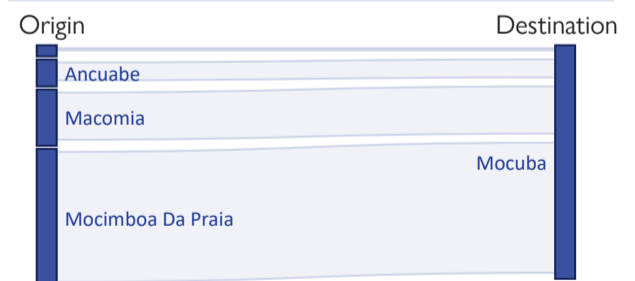 Origin
Destination
Ancuabe
Macomia
Mocuba
Mocimboa Da Praia